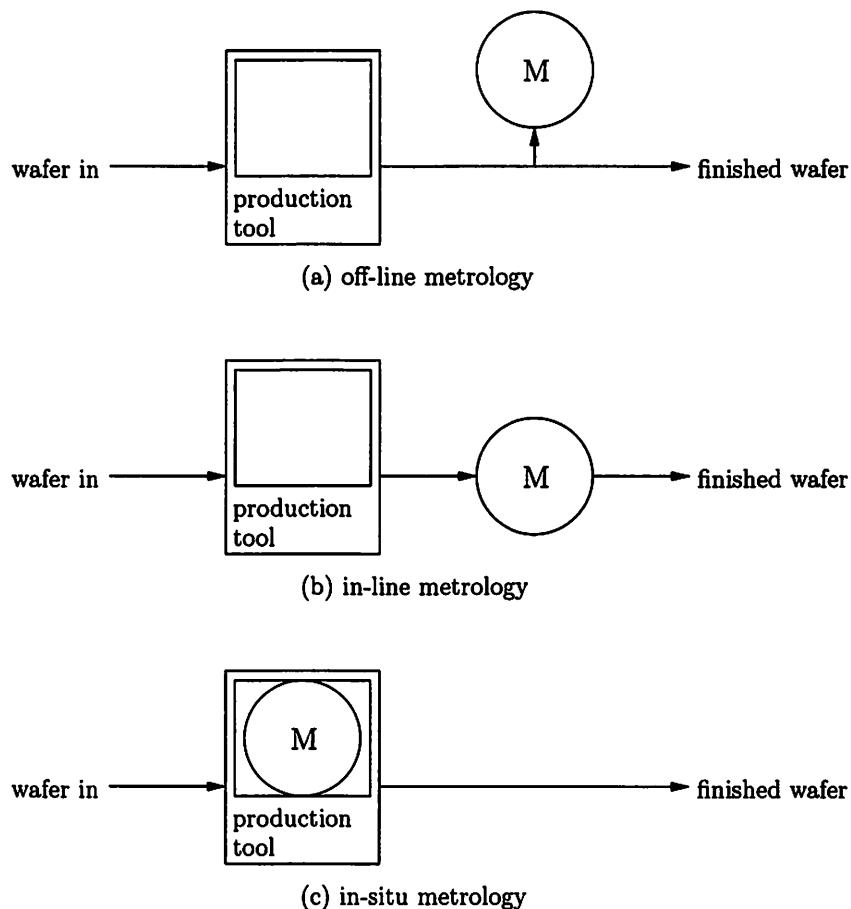 M
wafer in
finished wafer
production
tool
(a) off-line metrology
wafer in
M
finished wafer
production
tool
(b) in-line metrology
M
wafer in
finished wafer
production
tool
(c) in-situ metrology